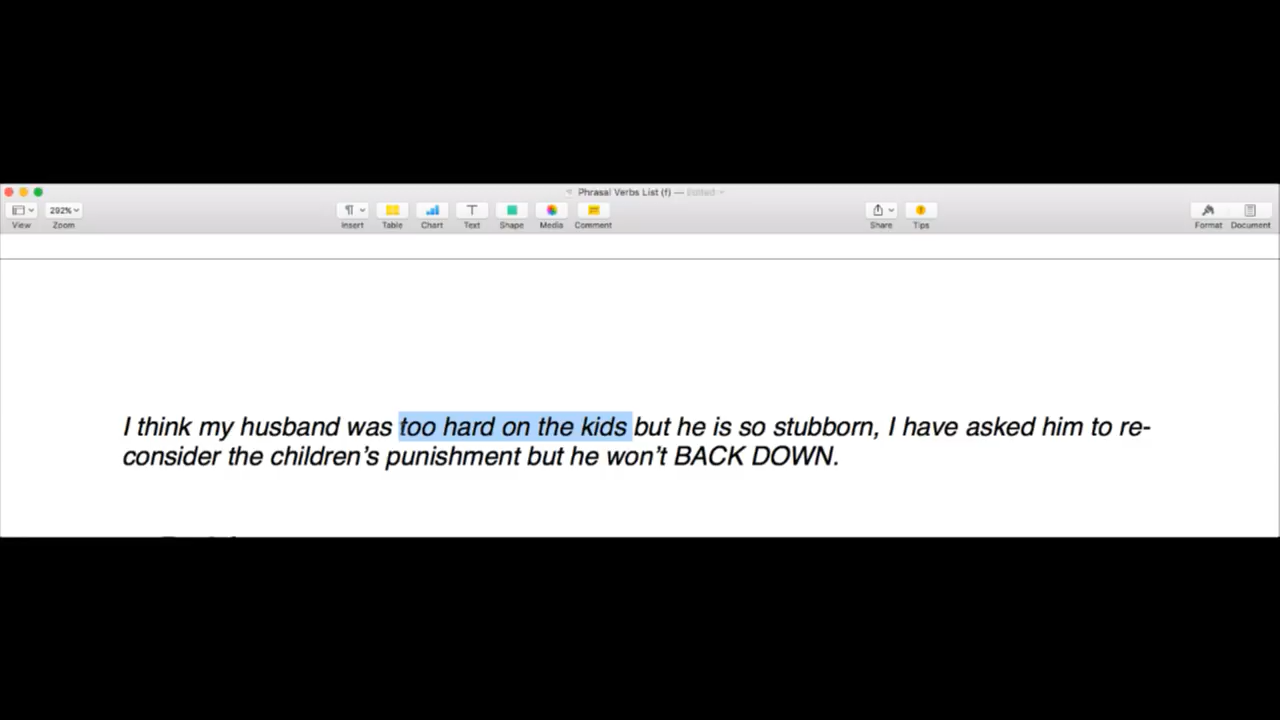 Phrasal Verbs List (f) — Edited
292%
View
Zoom
Insert
Table
Chart
Text
Shape
Media
Comment
Share
Tips
Format
Document
I think my husband was too hard on the kids but he is so stubborn, I have asked him to re-
consider the children’s punishment but he won’t BACK DOWN.